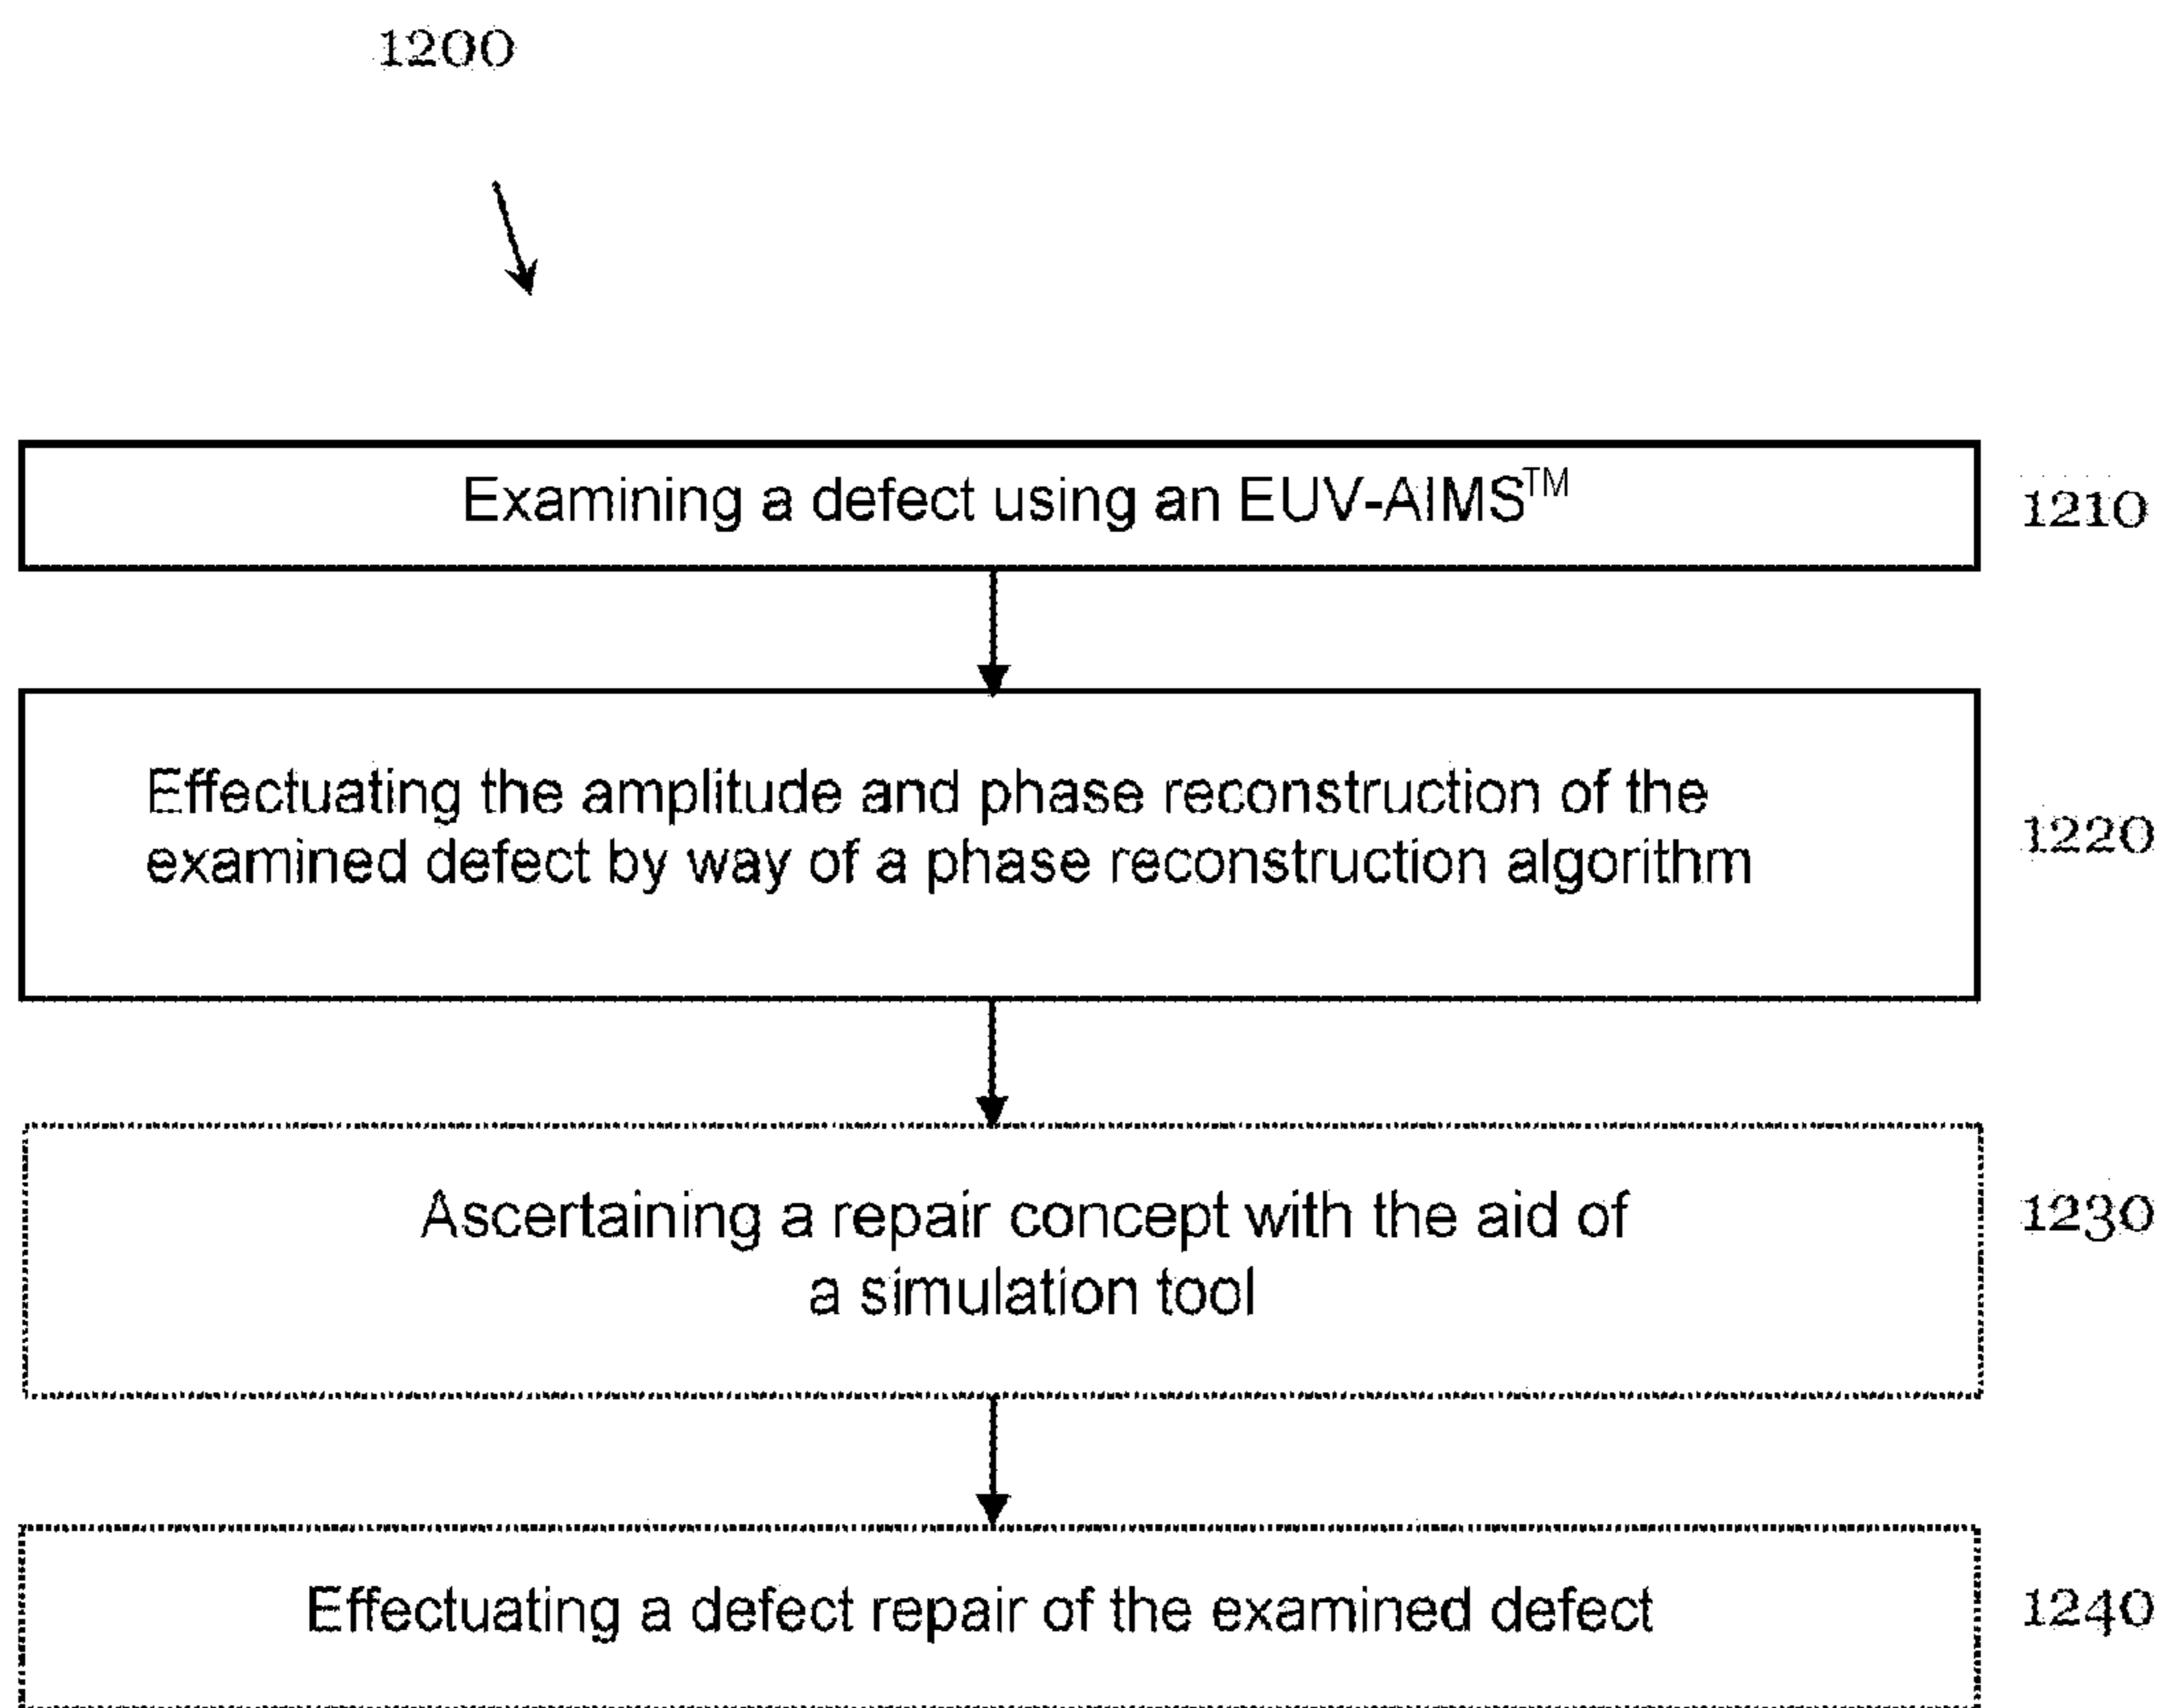 1200
Examining a defect using an EUV-AIMS™
1210
Effectuating the amplitude and phase reconstruction of the
examined defect by way of a phase reconstruction algorithm
1220
Ascertaining a repair concept with the aid of
a simulation tool
1230
Effectuating a defect repair of the examined defect
1240